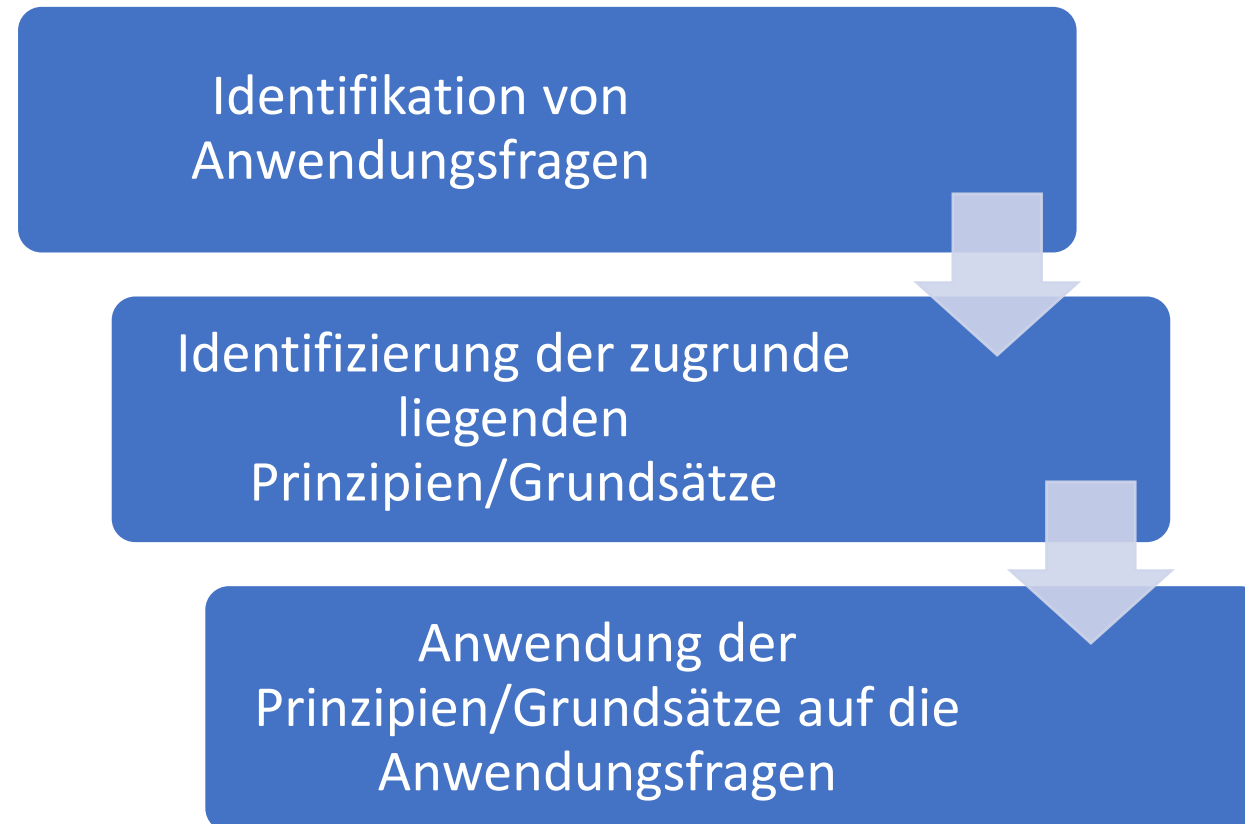 Identifikation von
Anwendungsfragen
Identifizierung der zugrunde
liegenden
Prinzipien/Grundsätze
Anwendung der
Prinzipien/Grundsätze auf die
Anwendungsfragen